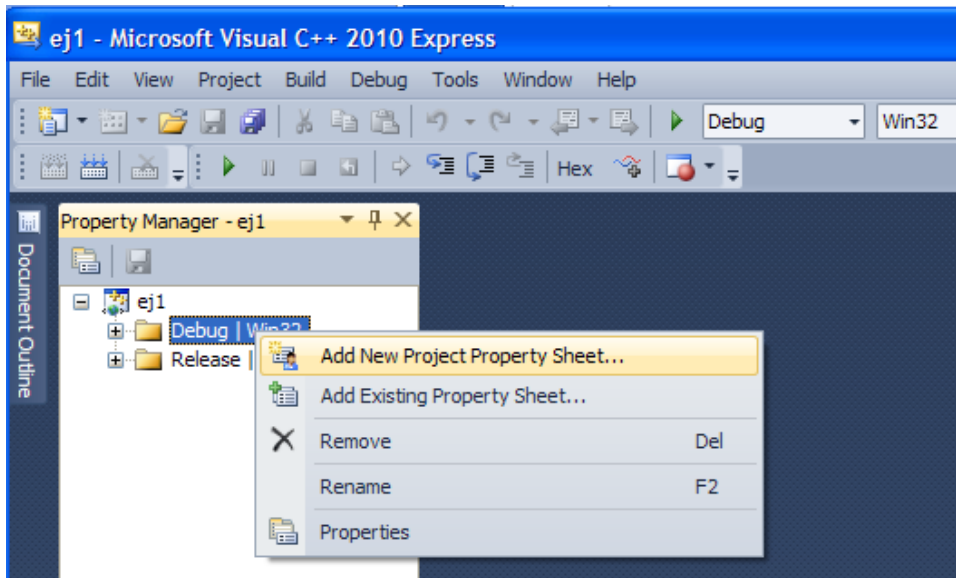 ej1 - Microsoft Visual C++ 2010 Express
File Edit View Project Build Debug Tools Window Help
Debug Win32
Hex
Document Outline
Property Manager - ej1
ej1
Debug | Win32
Release |
Add New Project Property Sheet...
Add Existing Property Sheet...
Remove Del
Rename F2
Properties